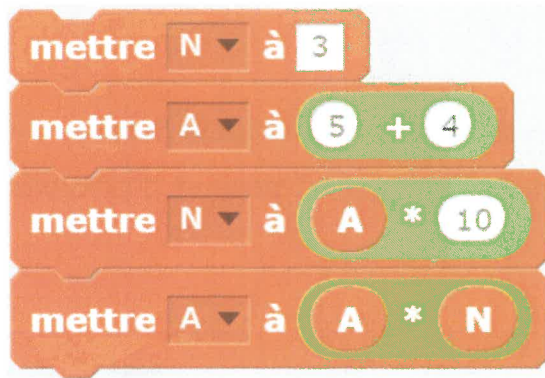 mettre N à 3
mettre A à 5 + 4
mettre N à A * 10
mettre A à A * N